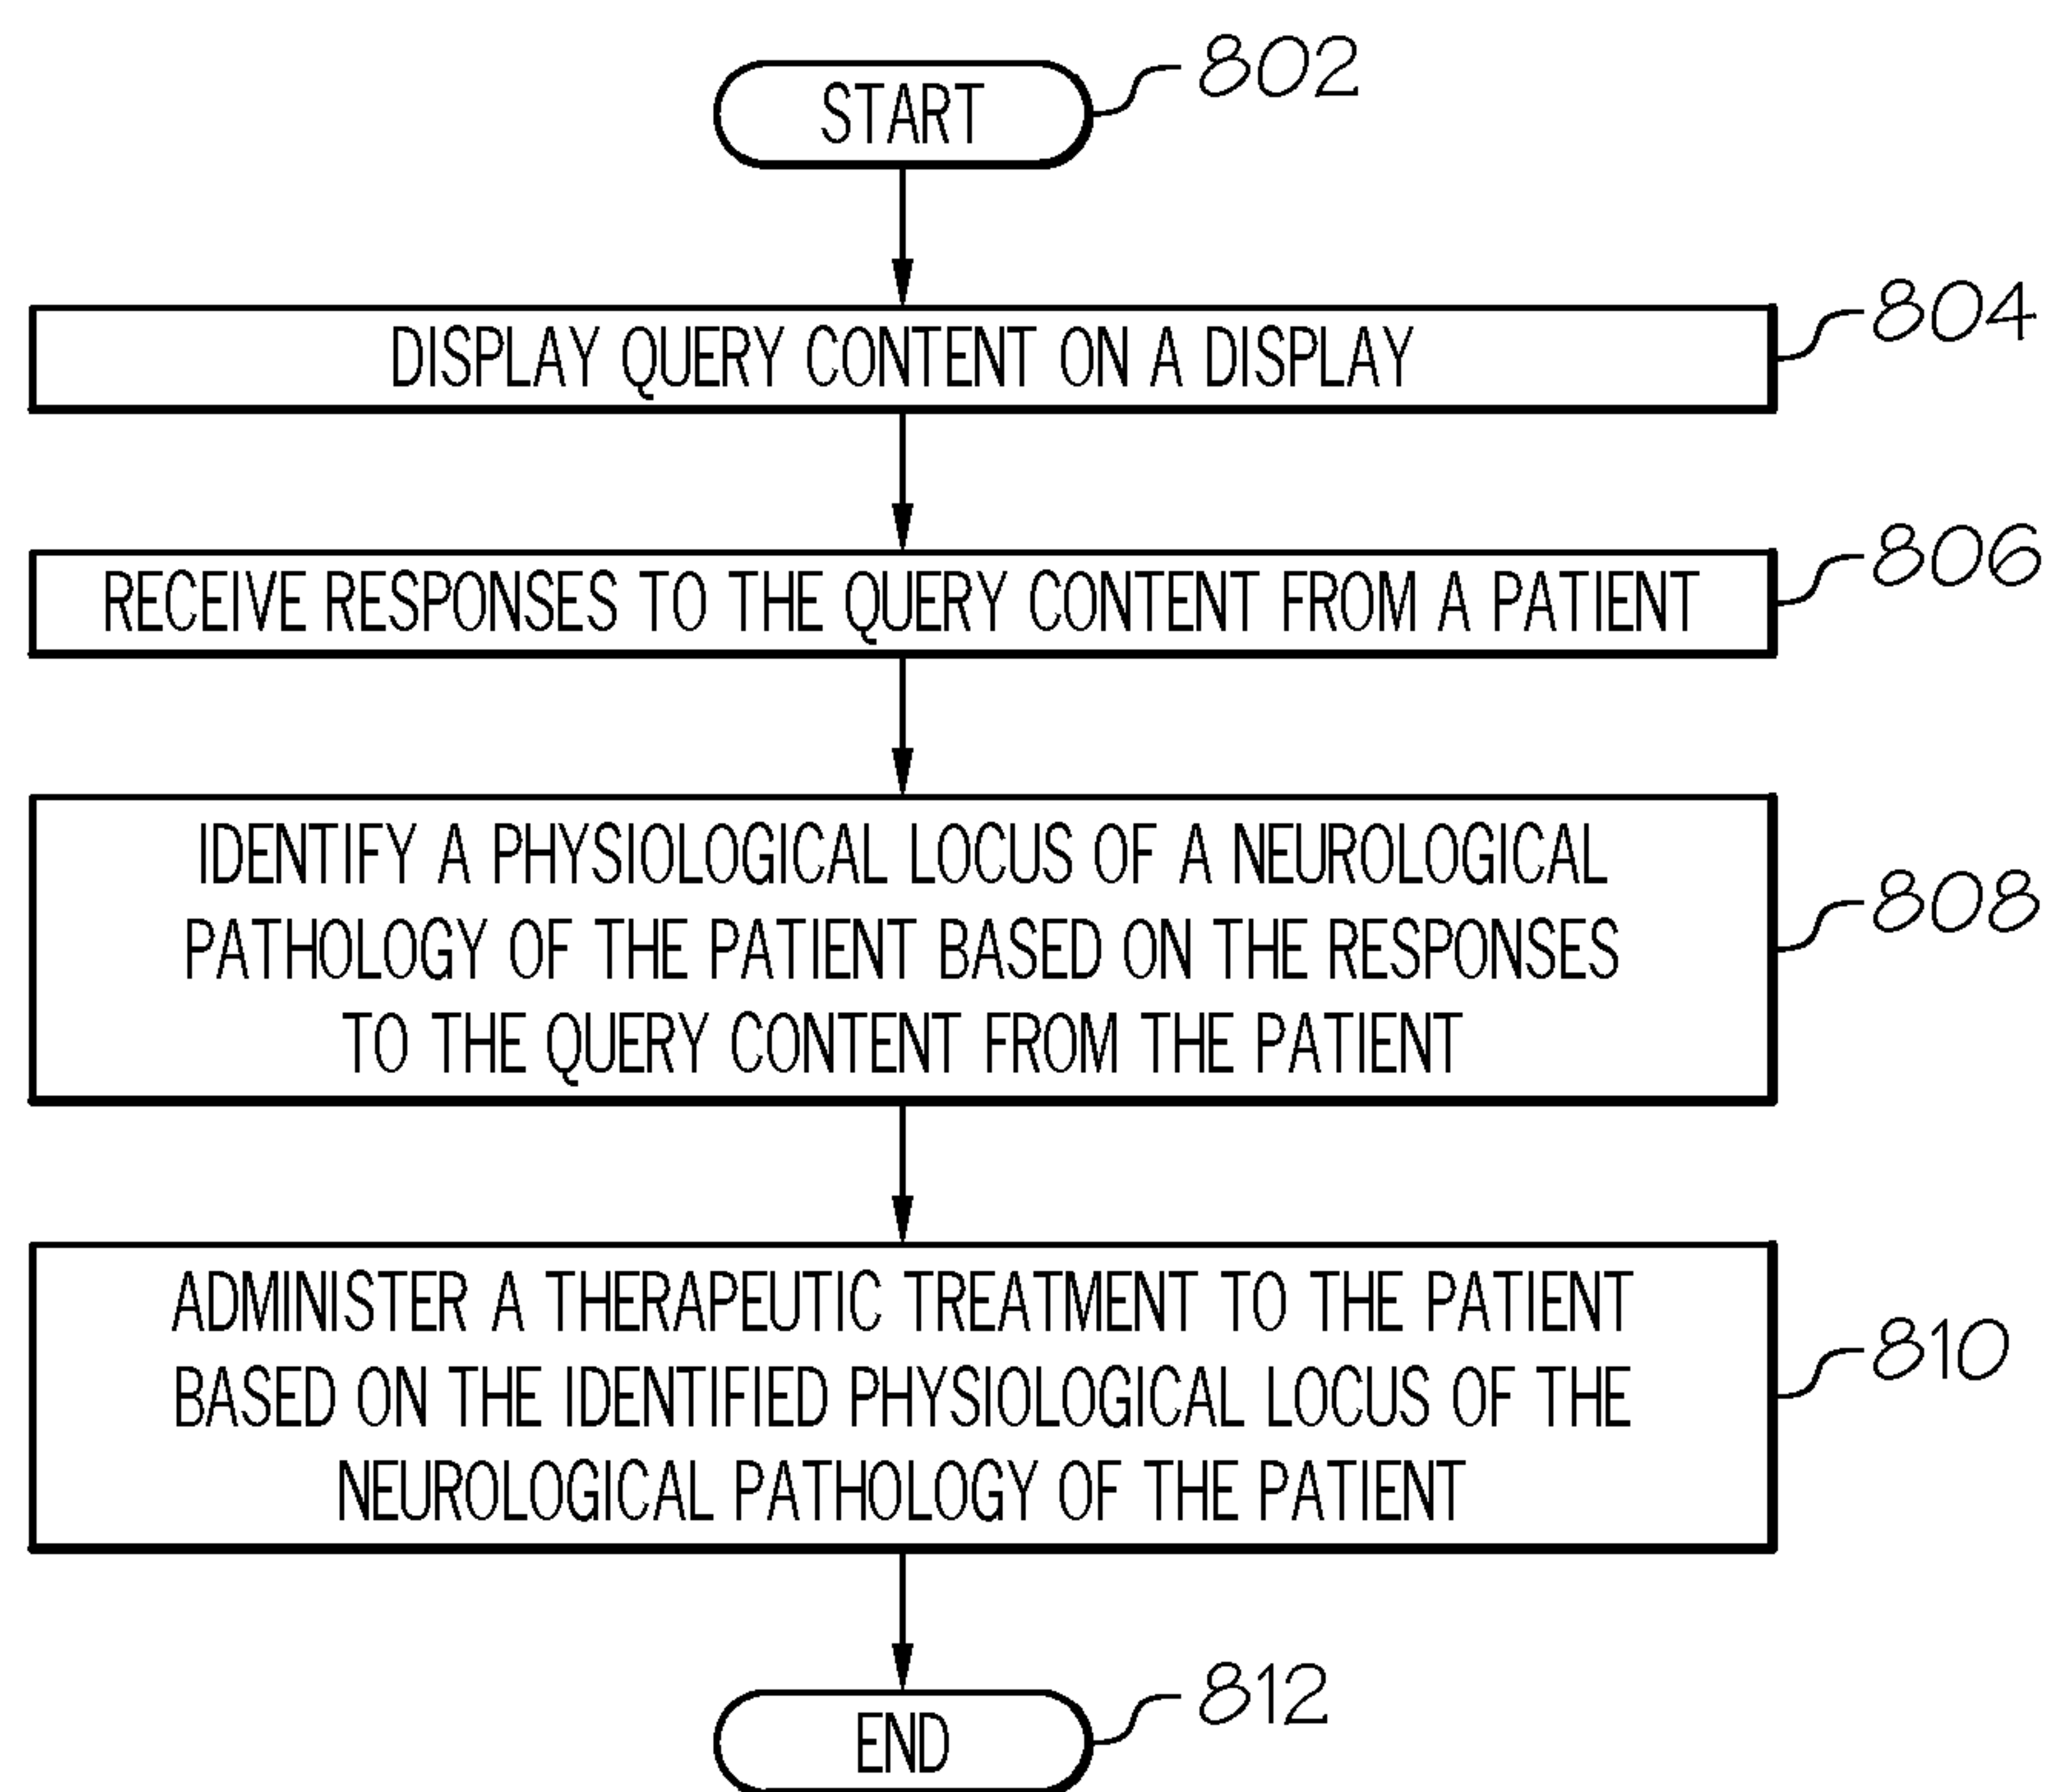 START
802
DISPLAY QUERY CONTENT ON A DISPLAY
804
RECEIVE RESPONSES TO THE QUERY CONTENT FROM A PATIENT
806
IDENTIFY A PHYSIOLOGICAL LOCUS OF A NEUROLOGICAL
PATHOLOGY OF THE PATIENT BASED ON THE RESPONSES
TO THE QUERY CONTENT FROM THE PATIENT
808
ADMINISTER A THERAPEUTIC TREATMENT TO THE PATIENT
BASED ON THE IDENTIFIED PHYSIOLOGICAL LOCUS OF THE
NEUROLOGICAL PATHOLOGY OF THE PATIENT
810
END
812